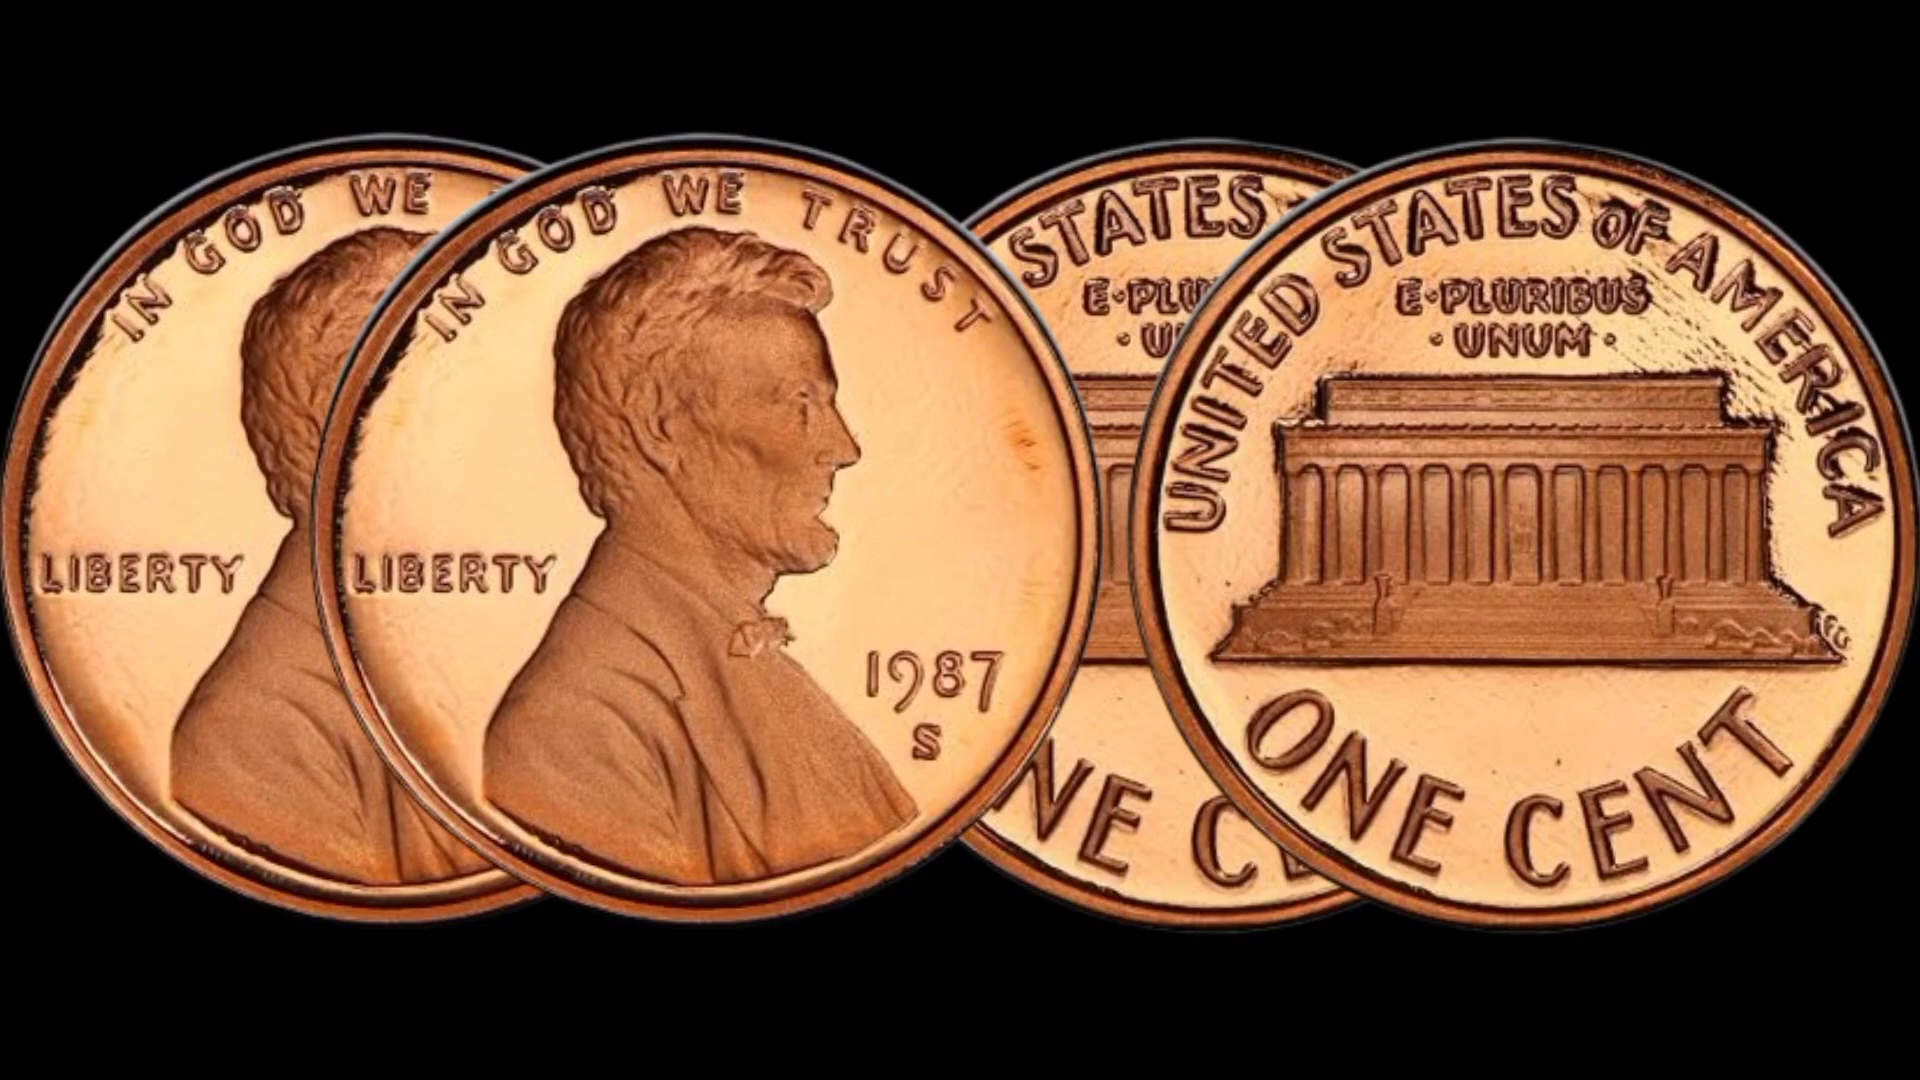 IN GOD WE
LIBERTY
IN GOD WE TRUST
LIBERTY
1987
S
STATES
E·PLU
· U
NE C
UNITED STATES OF AMERICA
E·PLURIBUS
· UNUM ·
FG
ONE CENT